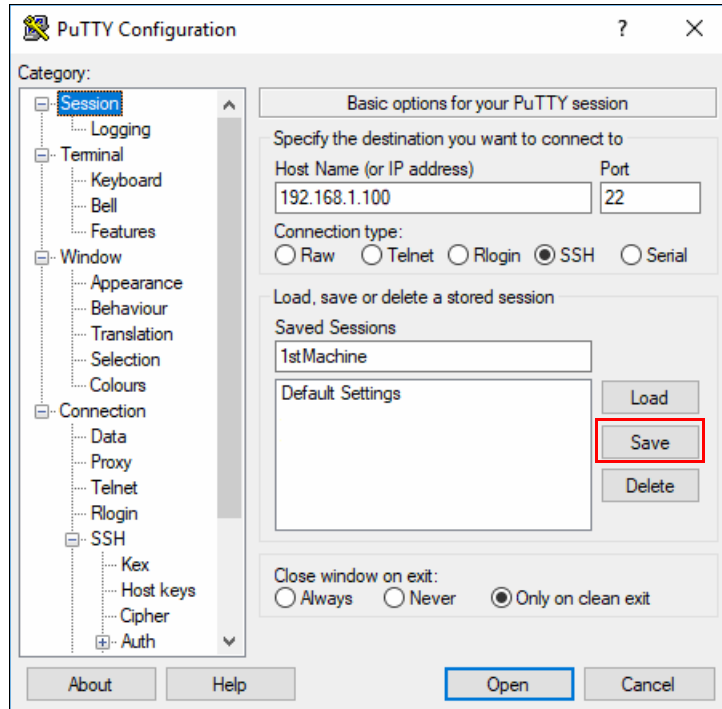 PuTTY Configuration
?
Category:
Session
Logging
Terminal
Keyboard
Bell
Features
Window
Appearance
Behaviour
Translation
Selection
Colours
Connection
Data
Proxy
Telnet
Rlogin
SSH
Kex
Host keys
Cipher
Auth
Basic options for your PuTTY session
Specify the destination you want to connect to
Host Name (or IP address) Port
192.168.1.100 22
Connection type:
Raw Telnet Rlogin SSH Serial
Load, save or delete a stored session
Saved Sessions
1stMachine
Default Settings
Load
Save
Delete
Close window on exit:
Always Never Only on clean exit
About Help Open Cancel